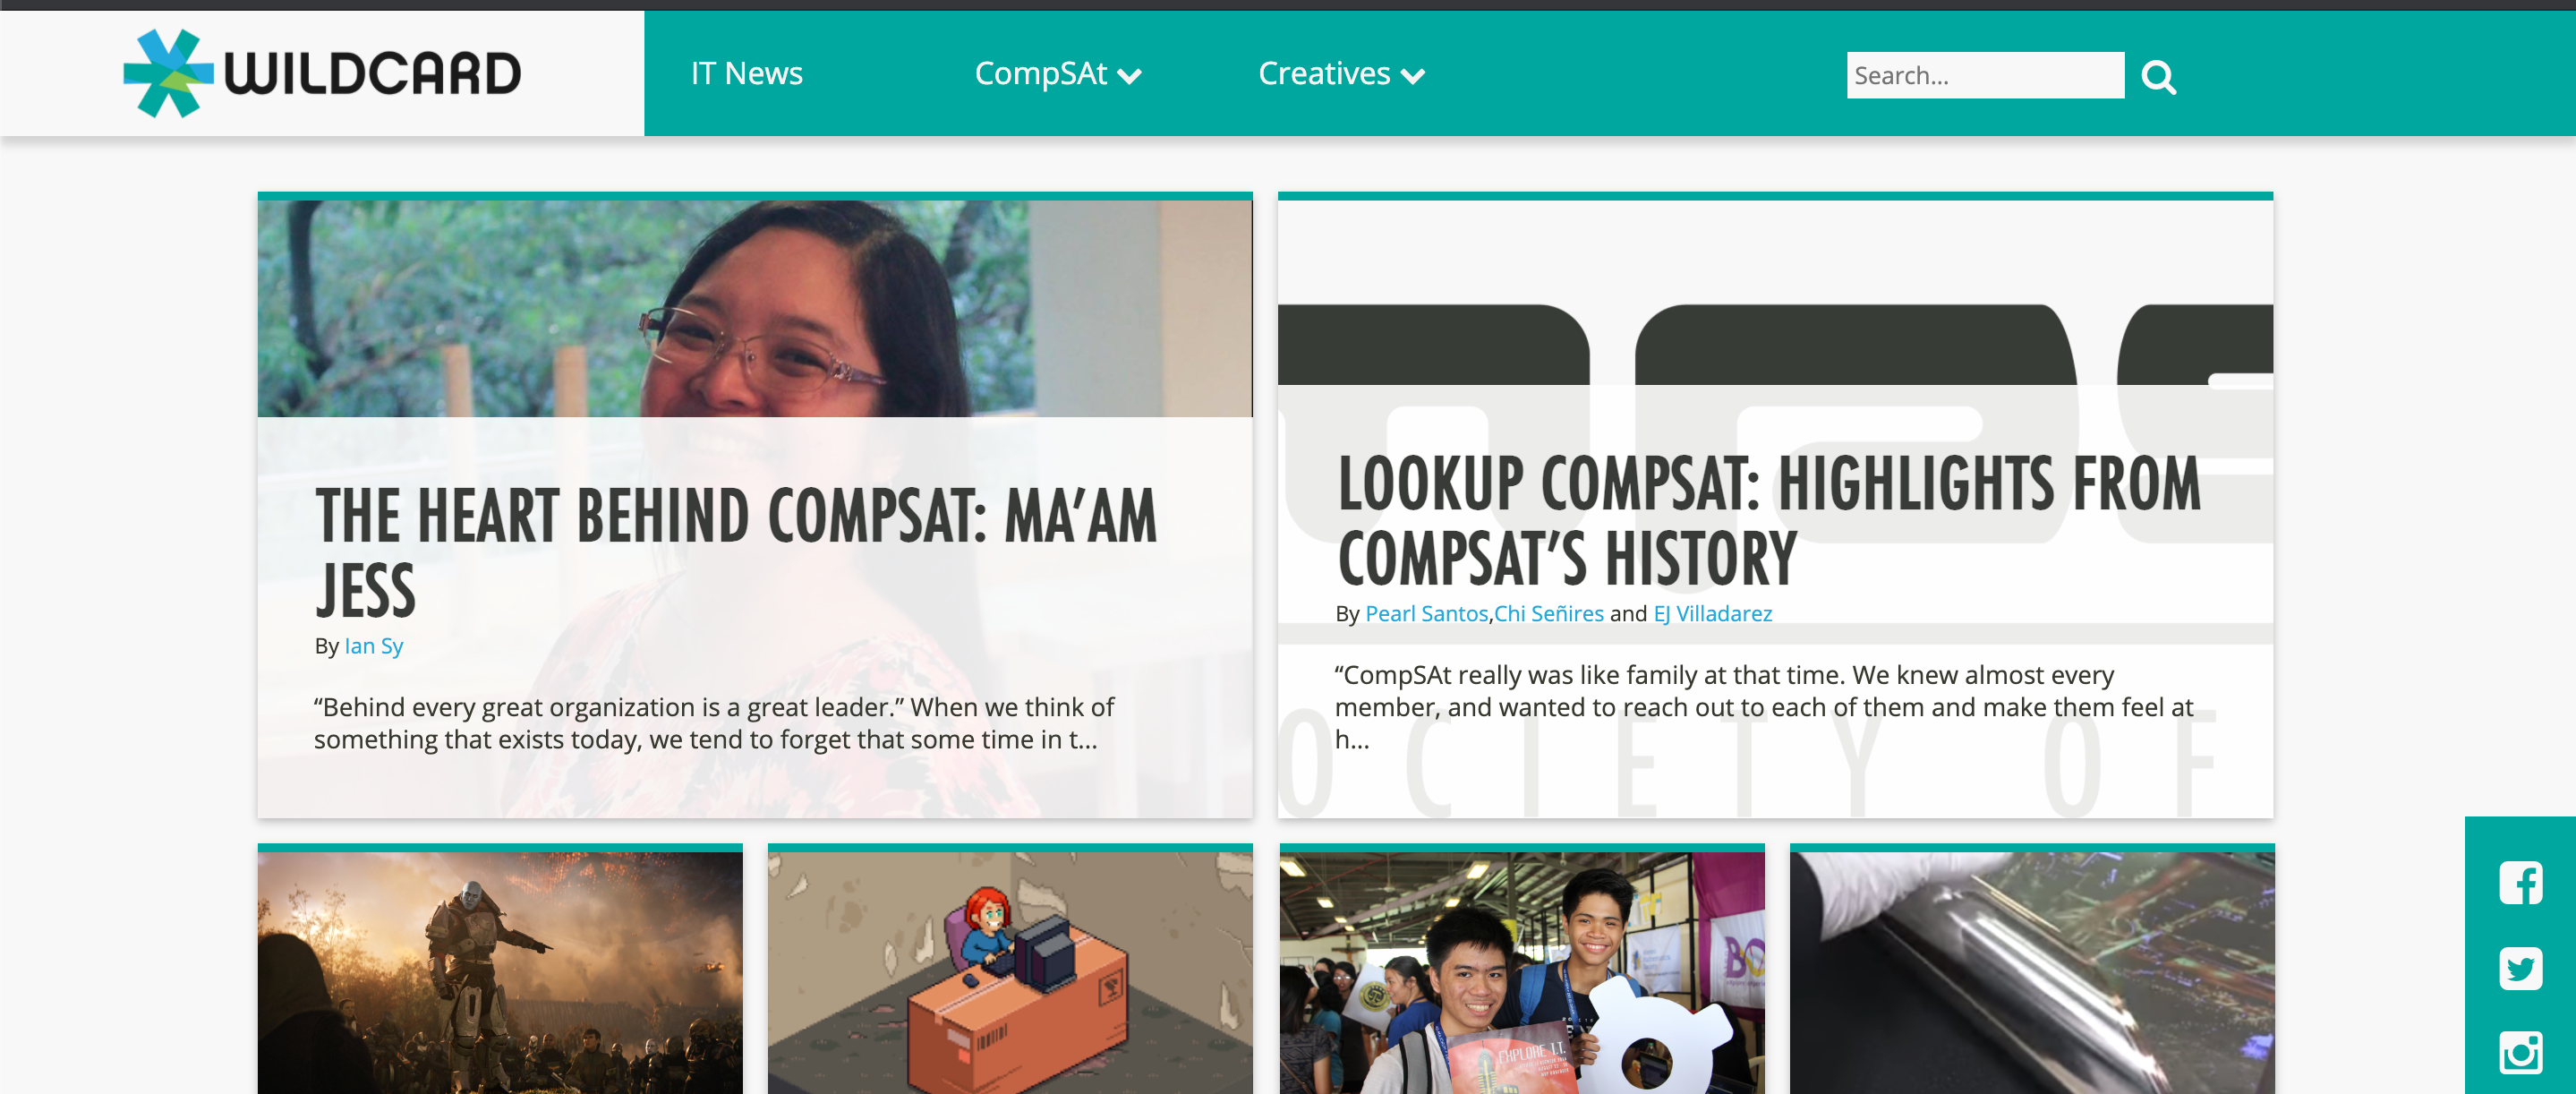 WILDCARD
IT News
CompSAt
Creatives
Search...
THE HEART BEHIND COMPSAT: MA’AM
JESS
By Ian Sy
“Behind every great organization is a great leader.” When we think of
something that exists today, we tend to forget that some time in t...
LOOKUP COMPSAT: HIGHLIGHTS FROM
COMPSAT’S HISTORY
By Pearl Santos,Chi Señires and EJ Villadarez
“CompSAt really was like family at that time. We knew almost every
member, and wanted to reach out to each of them and make them feel at
h...
OCIETY OF
EXPLORE I.T.